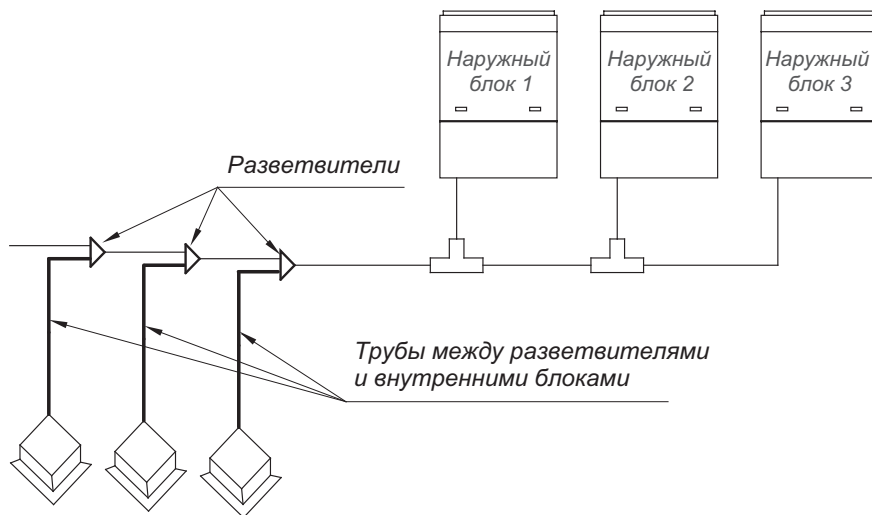 Наружный
блок 1
Наружный
блок 2
Наружный
блок 3
Разветвители
Трубы между разветвителями
и внутренними блоками